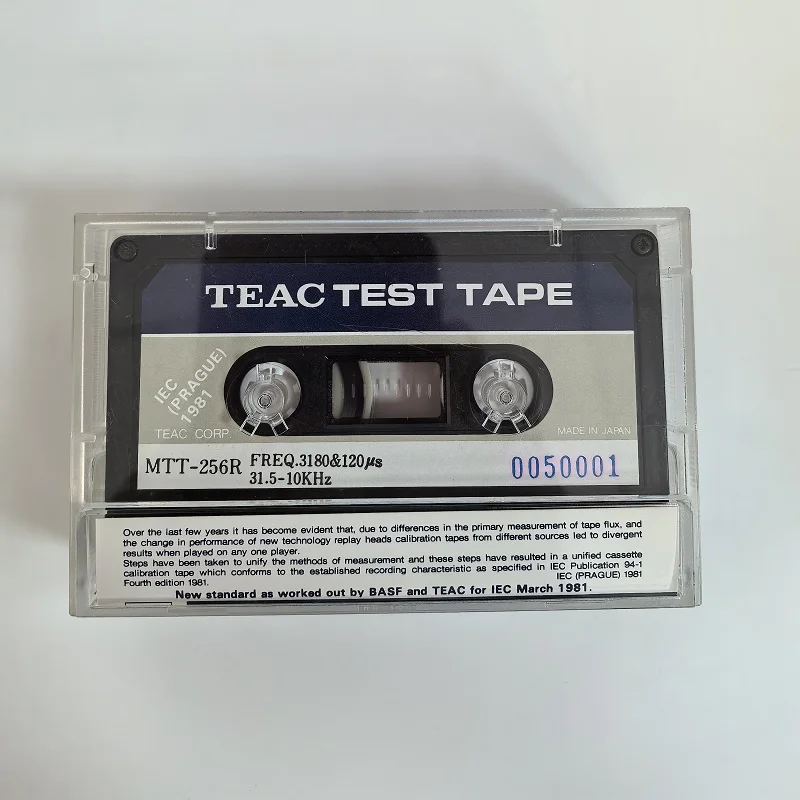 TEAC TEST TAPE
IEC
(PRAGUE)
1981
TEAC CORP.
MADE IN JAPAN
MTT-256R FREQ.3180&120μs
31.5-10KHz
0050001
Over the last few years it has become evident that, due to differences in the primary measurement of tape flux, and
the change in performance of new technology replay heads calibration tapes from different sources led to divergent
results when played on any one player.
Steps have been taken to unify the methods of measurement and these steps have resulted in a unified cassette
calibration tape which conforms to the established recording characteristic as specified in IEC Publication 94-1
Fourth edition 1981. IEC (PRAGUE) 1981
New standard as worked out by BASF and TEAC for IEC March 1981.